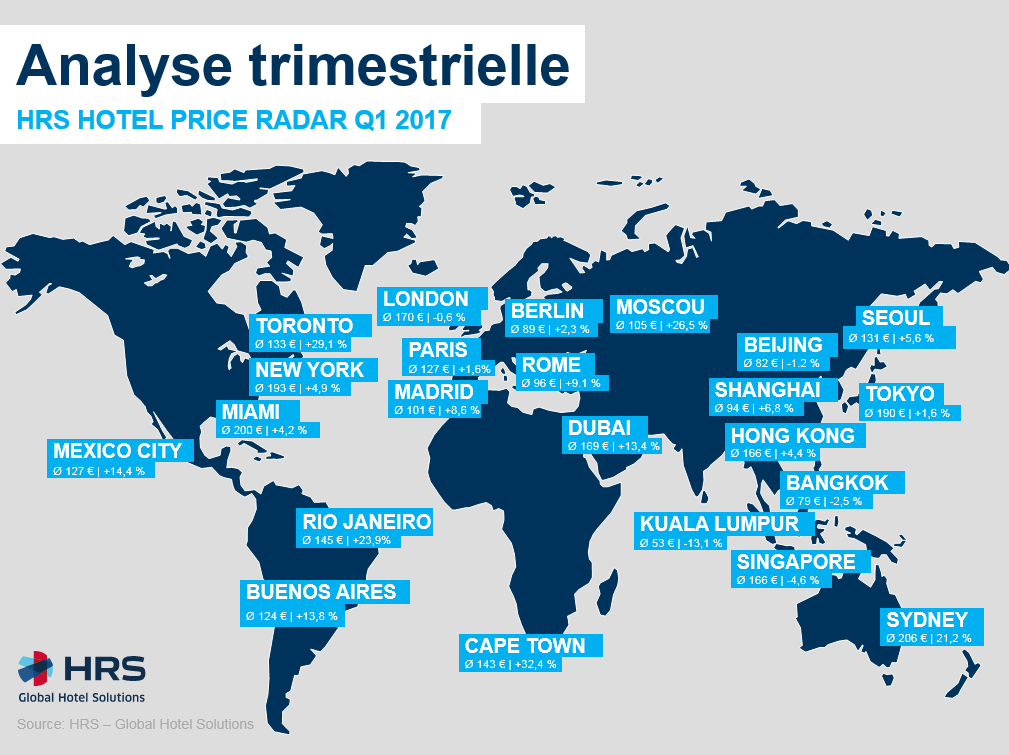 Analyse trimestrielle
HRS HOTEL PRICE RADAR Q1 2017
LONDON
Ø 170 € | -0,6 %
BERLIN
Ø 89 € | +2,3 %
MOSCOU
Ø 105 € | +26,5 %
SEOUL
Ø 131 € | +5,6 %
TORONTO
Ø 133 € | +29,1 %
PARIS
Ø 127 € | +1,6%
ROME
Ø 96 € | +9.1 %
BEIJING
Ø 82 € | -1.2 %
NEW YORK
Ø 193 € | +4,9 %
MADRID
Ø 101 € | +8,6 %
SHANGHAI
Ø 94 € | +6,8 %
TOKYO
Ø 190 € | +1,6 %
MIAMI
Ø 200 € | +4,2 %
DUBAI
Ø 169 € | +13,4 %
HONG KONG
Ø 166 € | +4,4 %
MEXICO CITY
Ø 127 € | +14,4 %
BANGKOK
Ø 79 € | -2,5 %
RIO JANEIRO
Ø 145 € | +23,9%
KUALA LUMPUR
Ø 53 € | -13,1 %
SINGAPORE
Ø 166 € | -4,6 %
BUENOS AIRES
Ø 124 € | +13,8 %
SYDNEY
Ø 206 € | 21,2 %
CAPE TOWN
Ø 143 € | +32,4 %
HRS
Global Hotel Solutions
Source: HRS – Global Hotel Solutions